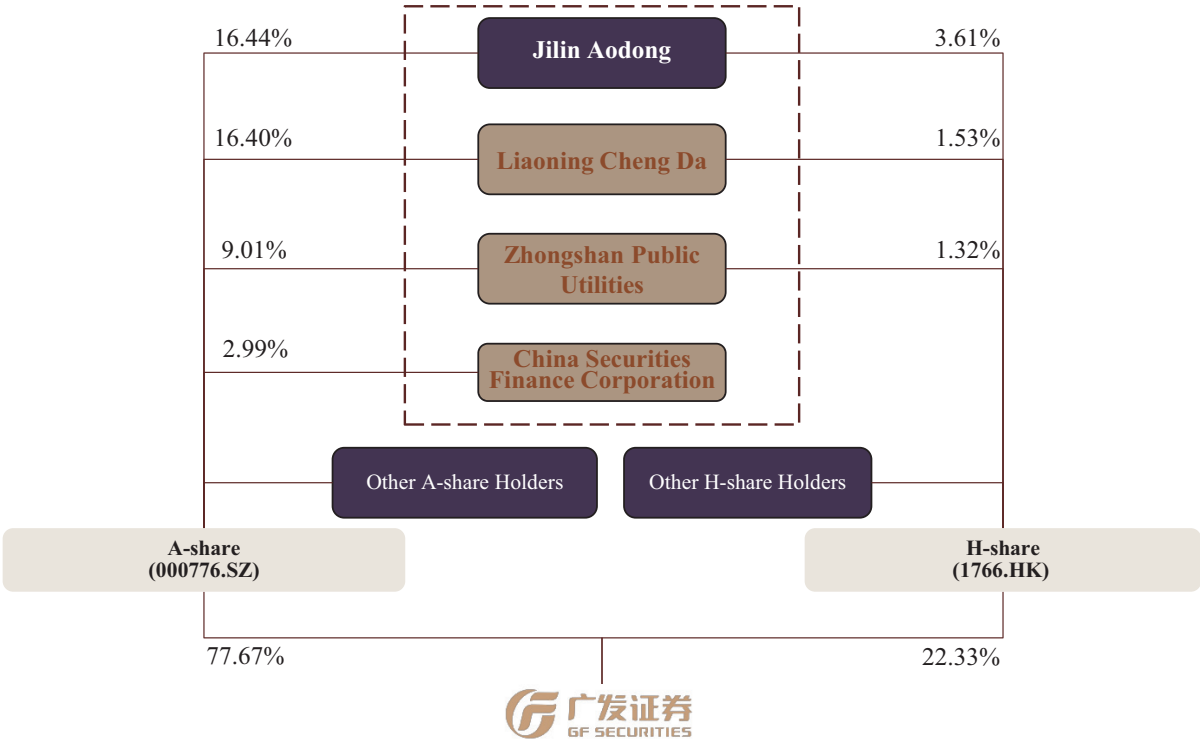 16.44%
Jilin Aodong
3.61%
16.40%
Liaoning Cheng Da
1.53%
9.01%
Zhongshan Public
Utilities
1.32%
2.99%
China Securities
Finance Corporation
Other A-share Holders
Other H-share Holders
A-share
(000776.SZ)
H-share
(1766.HK)
77.67%
22.33%
广发证券
GF SECURITIES